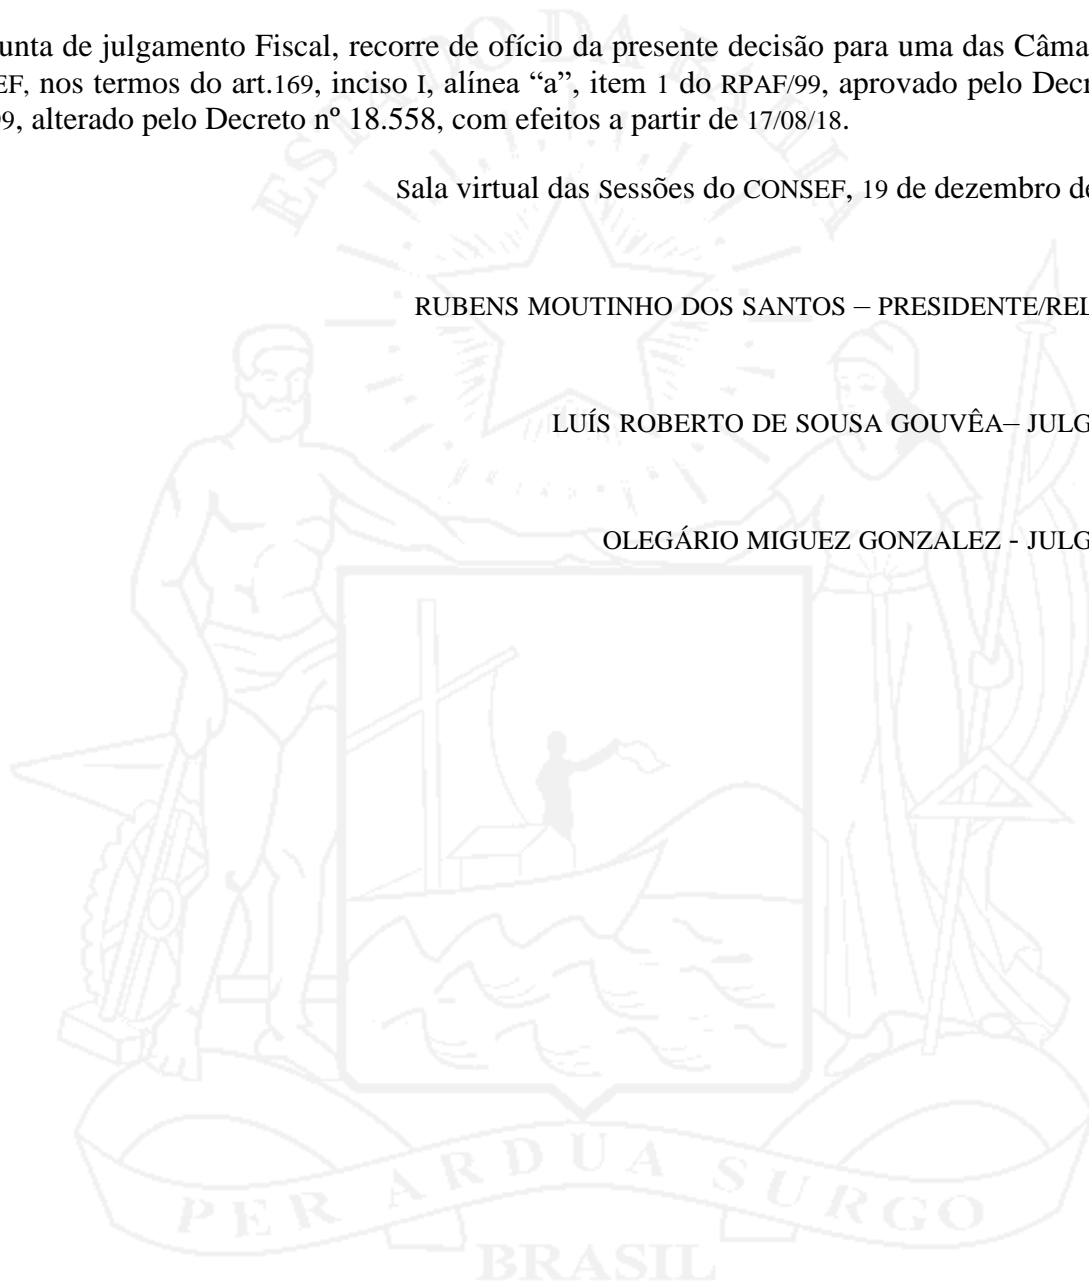 unta de julgamento Fiscal, recorre de ofício da presente decisão para uma das Câma
EF, nos termos do art.169, inciso I, alínea “a”, item 1 do RPAF/99, aprovado pelo Decr
9, alterado pelo Decreto nº 18.558, com efeitos a partir de 17/08/18.
Sala virtual das Sessões do CONSEF, 19 de dezembro de
RUBENS MOUTINHO DOS SANTOS – PRESIDENTE/REL
LUÍS ROBERTO DE SOUSA GOUVÊA– JULG
OLEGÁRIO MIGUEZ GONZALEZ - JULG
ESTADO DA BAHIA
PER ARDUA SURGO
BRASIL